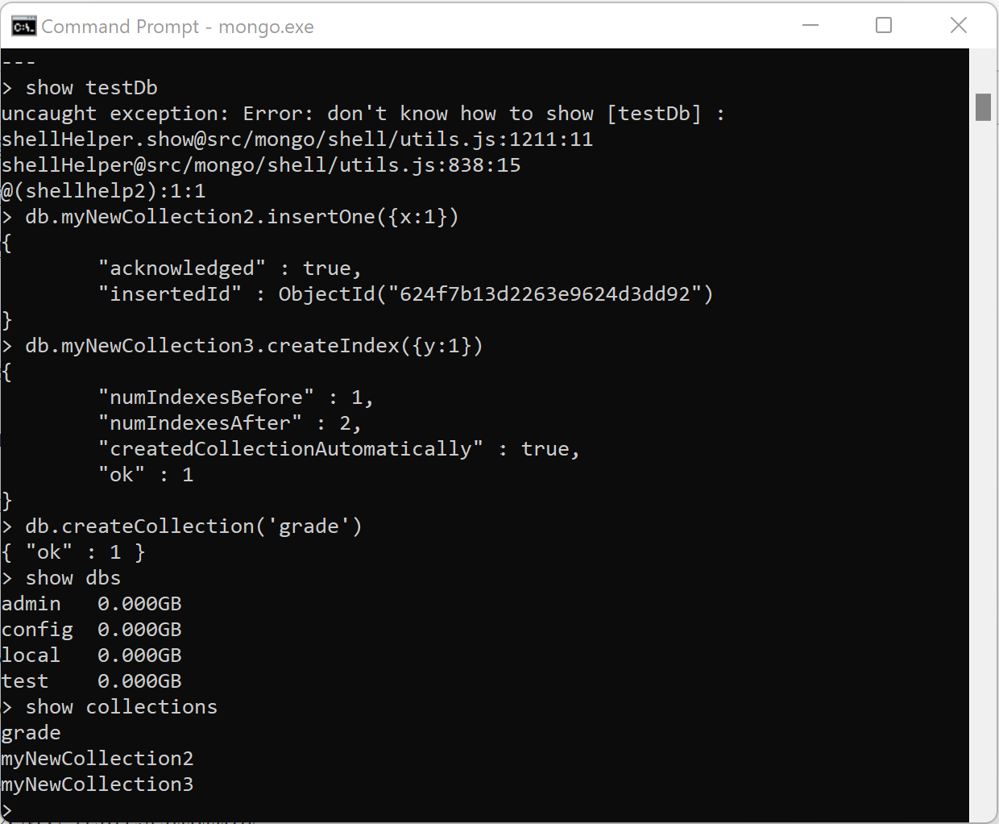 Command Prompt - mongo.exe
---
> show testDb
uncaught exception: Error: don't know how to show [testDb] :
shellHelper.show@src/mongo/shell/utils.js:1211:11
shellHelper@src/mongo/shell/utils.js:838:15
@(shellhelp2):1:1
> db.myNewCollection2.insertOne({x:1})
{
        "acknowledged" : true,
        "insertedId" : ObjectId("624f7b13d2263e9624d3dd92")
}
> db.myNewCollection3.createIndex({y:1})
{
        "numIndexesBefore" : 1,
        "numIndexesAfter" : 2,
        "createdCollectionAutomatically" : true,
        "ok" : 1
}
> db.createCollection('grade')
{ "ok" : 1 }
> show dbs
admin   0.000GB
config  0.000GB
local   0.000GB
test    0.000GB
> show collections
grade
myNewCollection2
myNewCollection3
>